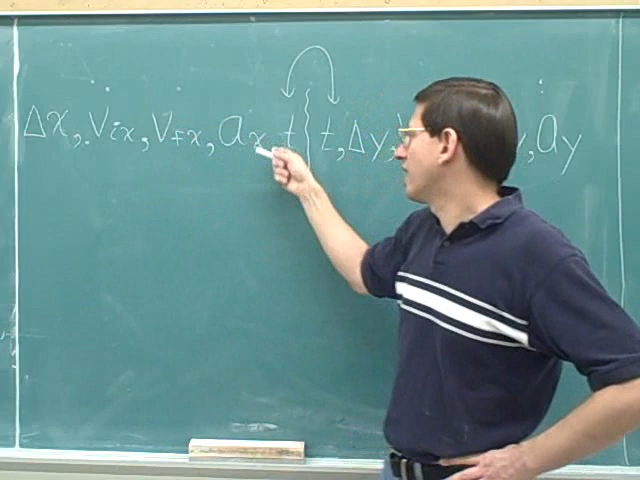 Δx, Vix, Vfx, ax, t t, Δy, y, ay